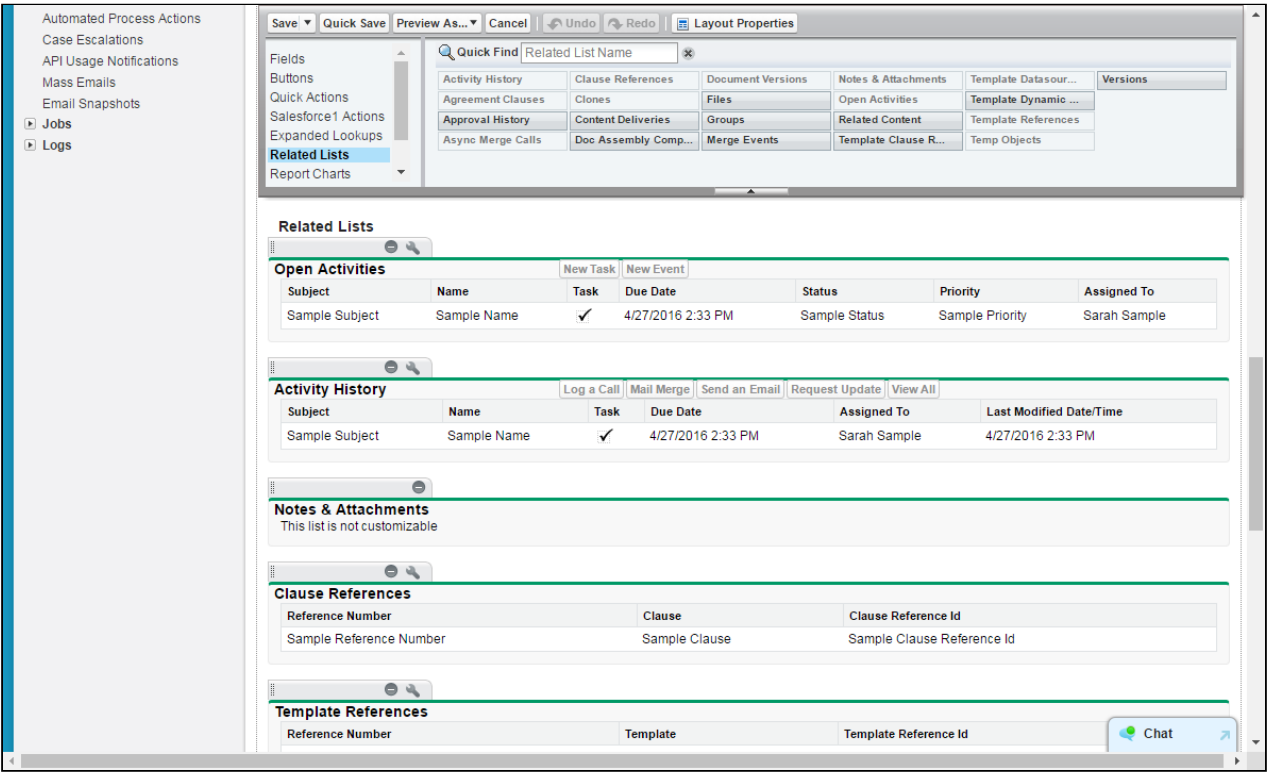 Automated Process Actions
Case Escalations
API Usage Notifications
Mass Emails
Email Snapshots
Jobs
Logs
Save Quick Save Preview As... Cancel Undo Redo Layout Properties
Fields
Buttons
Quick Actions
Salesforce1 Actions
Expanded Lookups
Related Lists
Report Charts
Quick Find Related List Name
Activity History Clause References Document Versions Notes & Attachments Template Datasour... Versions
Agreement Clauses Clones Files Open Activities Template Dynamic ...
Approval History Content Deliveries Groups Related Content Template References
Async Merge Calls Doc Assembly Comp... Merge Events Template Clause R... Temp Objects
Related Lists
Open Activities New Task New Event
Subject Name Task Due Date Status Priority Assigned To
Sample Subject Sample Name 4/27/2016 2:33 PM Sample Status Sample Priority Sarah Sample
Activity History Log a Call Mail Merge Send an Email Request Update View All
Subject Name Task Due Date Assigned To Last Modified Date/Time
Sample Subject Sample Name 4/27/2016 2:33 PM Sarah Sample 4/27/2016 2:33 PM
Notes & Attachments
This list is not customizable
Clause References
Reference Number Clause Clause Reference Id
Sample Reference Number Sample Clause Sample Clause Reference Id
Template References
Reference Number Template Template Reference Id
Chat